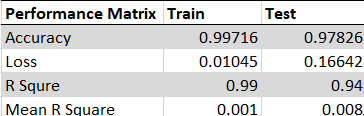 Performance Matrix Train Test
Accuracy 0.99716 0.97826
Loss 0.01045 0.16642
R Squre 0.99 0.94
Mean R Square 0.001 0.008